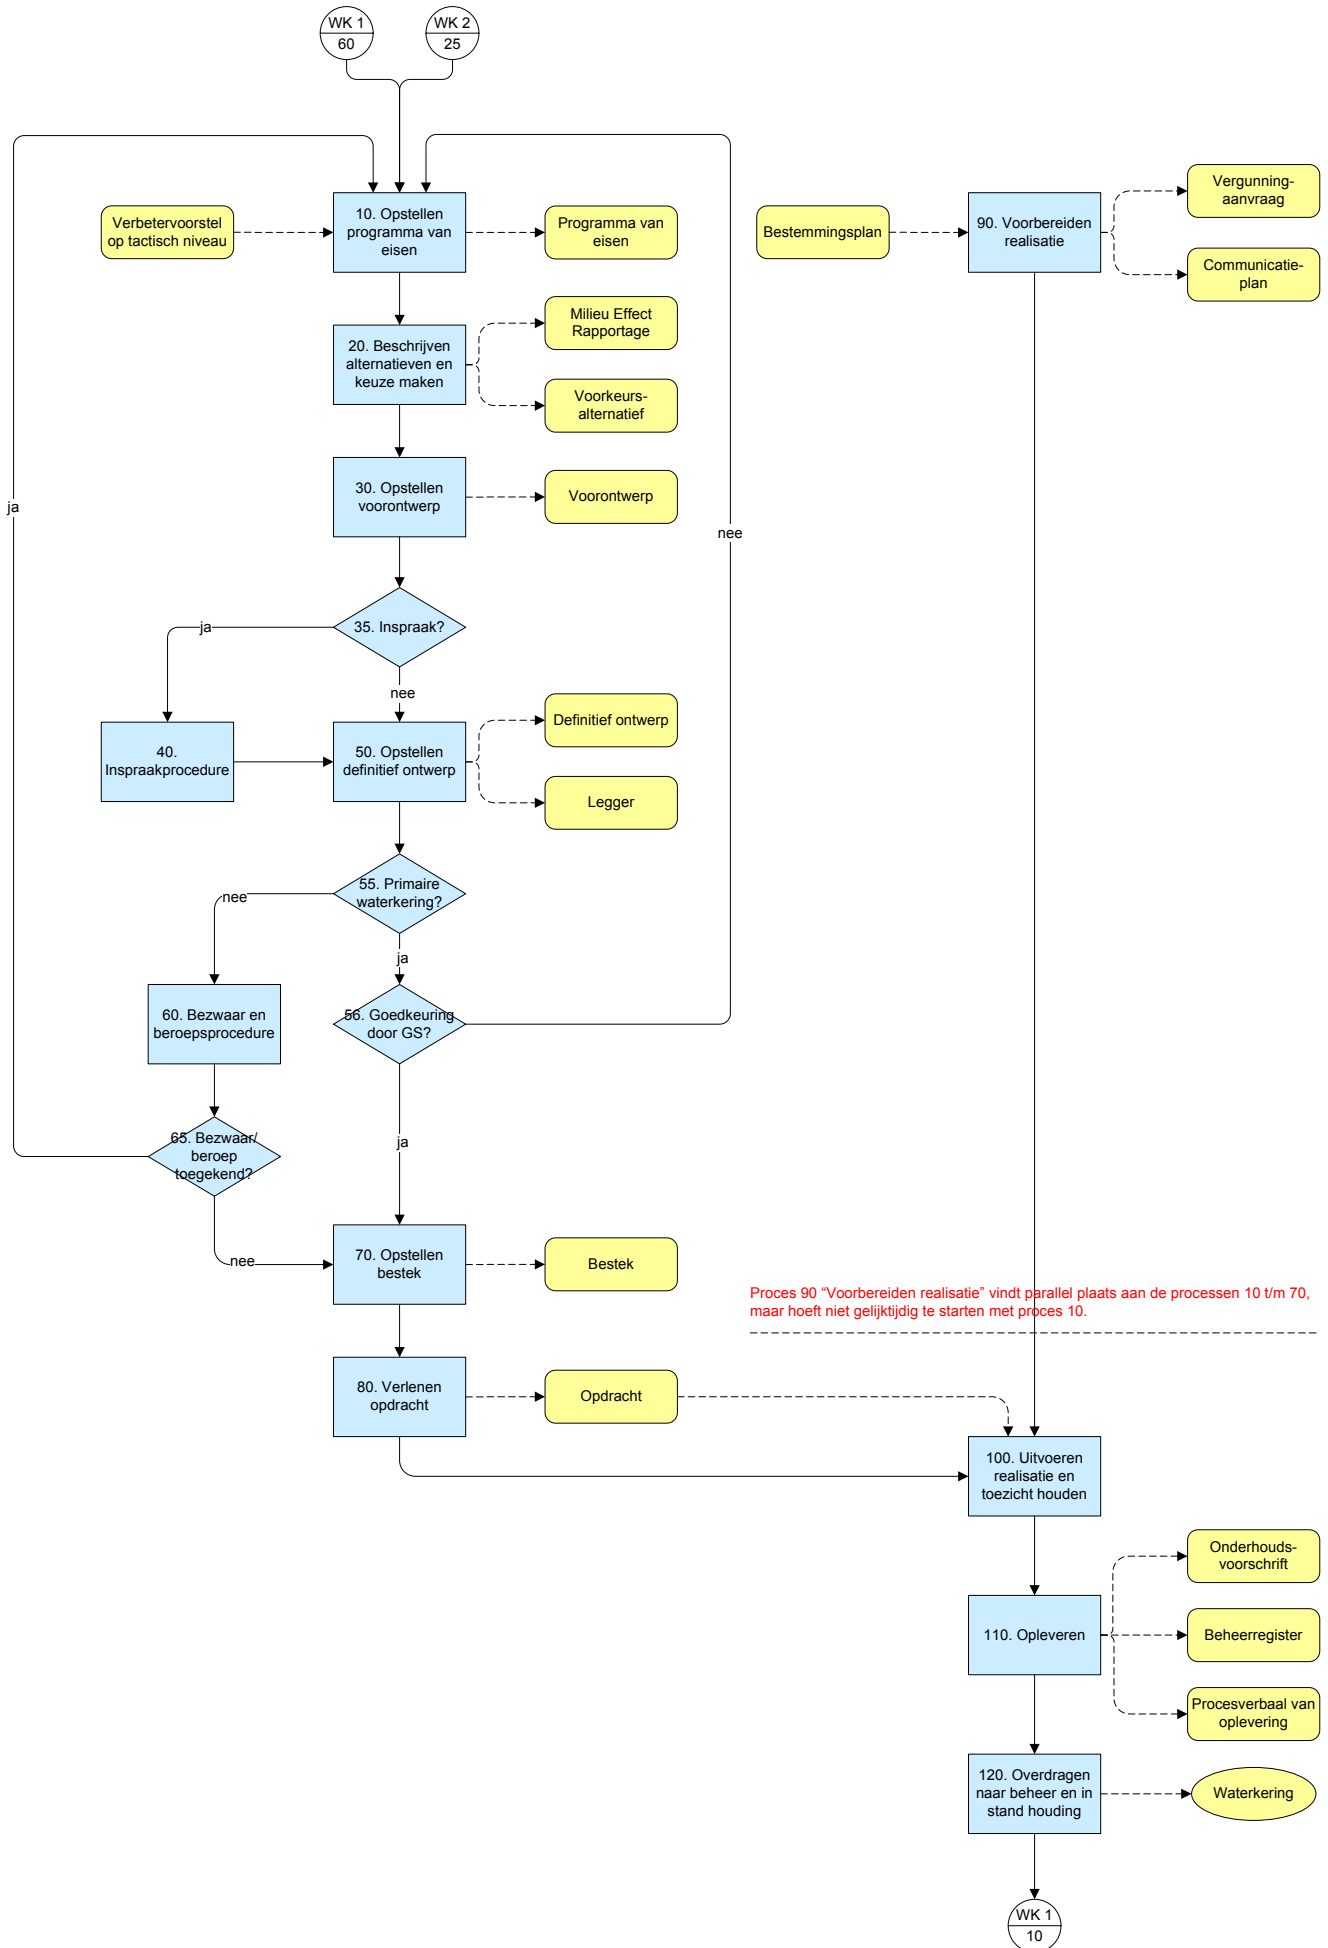 WK 1
60
WK 2
25
Verbetervoorstel
op tactisch niveau
10. Opstellen
programma van
eisen
Programma van
eisen
Bestemmingsplan
90. Voorbereiden
realisatie
Vergunning-
aanvraag
Communicatie-
plan
20. Beschrijven
alternatieven en
keuze maken
Milieu Effect
Rapportage
Voorkeurs-
alternatief
30. Opstellen
voorontwerp
Voorontwerp
ja
nee
35. Inspraak?
ja
nee
40.
Inspraakprocedure
50. Opstellen
definitief ontwerp
Definitief ontwerp
Legger
55. Primaire
waterkering?
nee
ja
60. Bezwaar en
beroepsprocedure
56. Goedkeuring
door GS?
65. Bezwaar/
beroep
toegekend?
ja
nee
70. Opstellen
bestek
Bestek
Proces 90 “Voorbereiden realisatie” vindt parallel plaats aan de processen 10 t/m 70,
maar hoeft niet gelijktijdig te starten met proces 10.
80. Verlenen
opdracht
Opdracht
100. Uitvoeren
realisatie en
toezicht houden
110. Opleveren
Onderhouds-
voorschrift
Beheerregister
Procesverbaal van
oplevering
120. Overdragen
naar beheer en in
stand houding
Waterkering
WK 1
10